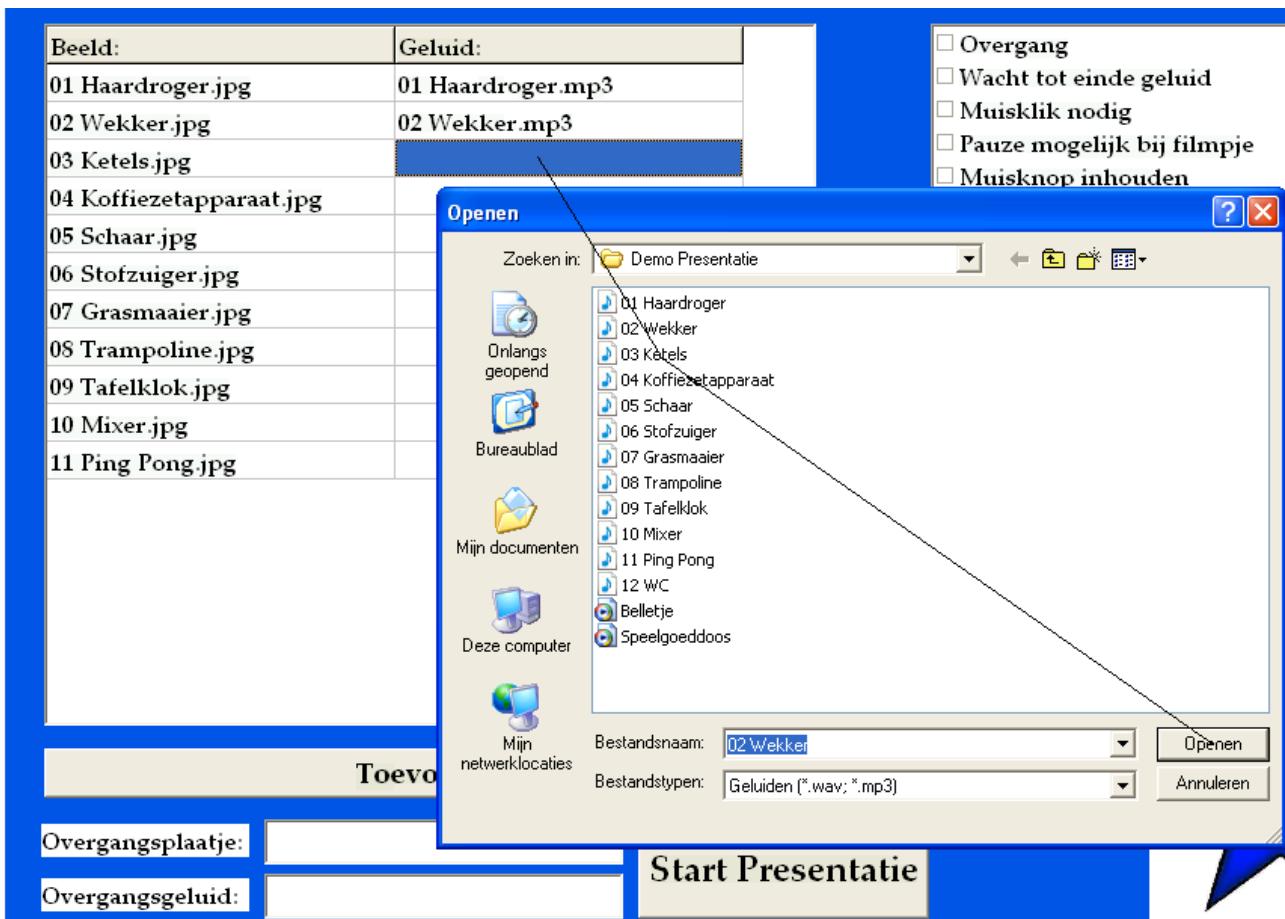 Beeld: Geluid:
01 Haardroger.jpg 01 Haardroger.mp3
02 Wekker.jpg 02 Wekker.mp3
03 Ketels.jpg
04 Koffiezetapparaat.jpg
05 Schaar.jpg
06 Stofzuiger.jpg
07 Grasmaaier.jpg
08 Trampoline.jpg
09 Tafelklok.jpg
10 Mixer.jpg
11 Ping Pong.jpg
Overgang
Wacht tot einde geluid
Muisklik nodig
Pauze mogelijk bij filmpje
Muisknop inhouden
Openen
Zoeken in: Demo Presentatie
Onlangs
geopend
Bureaublad
Mijn documenten
Deze computer
Mijn
netwerklocaties
01 Haardroger
02 Wekker
03 Ketels
04 Koffiezetapparaat
05 Schaar
06 Stofzuiger
07 Grasmaaier
08 Trampoline
09 Tafelklok
10 Mixer
11 Ping Pong
12 WC
Belletje
Speelgoeddoos
Bestandsnaam: 02 Wekker Openen
Bestandstypen: Geluiden (*.wav; *.mp3) Annuleren
Toevo
Overgangsplaatje:
Overgangsgeluid:
Start Presentatie